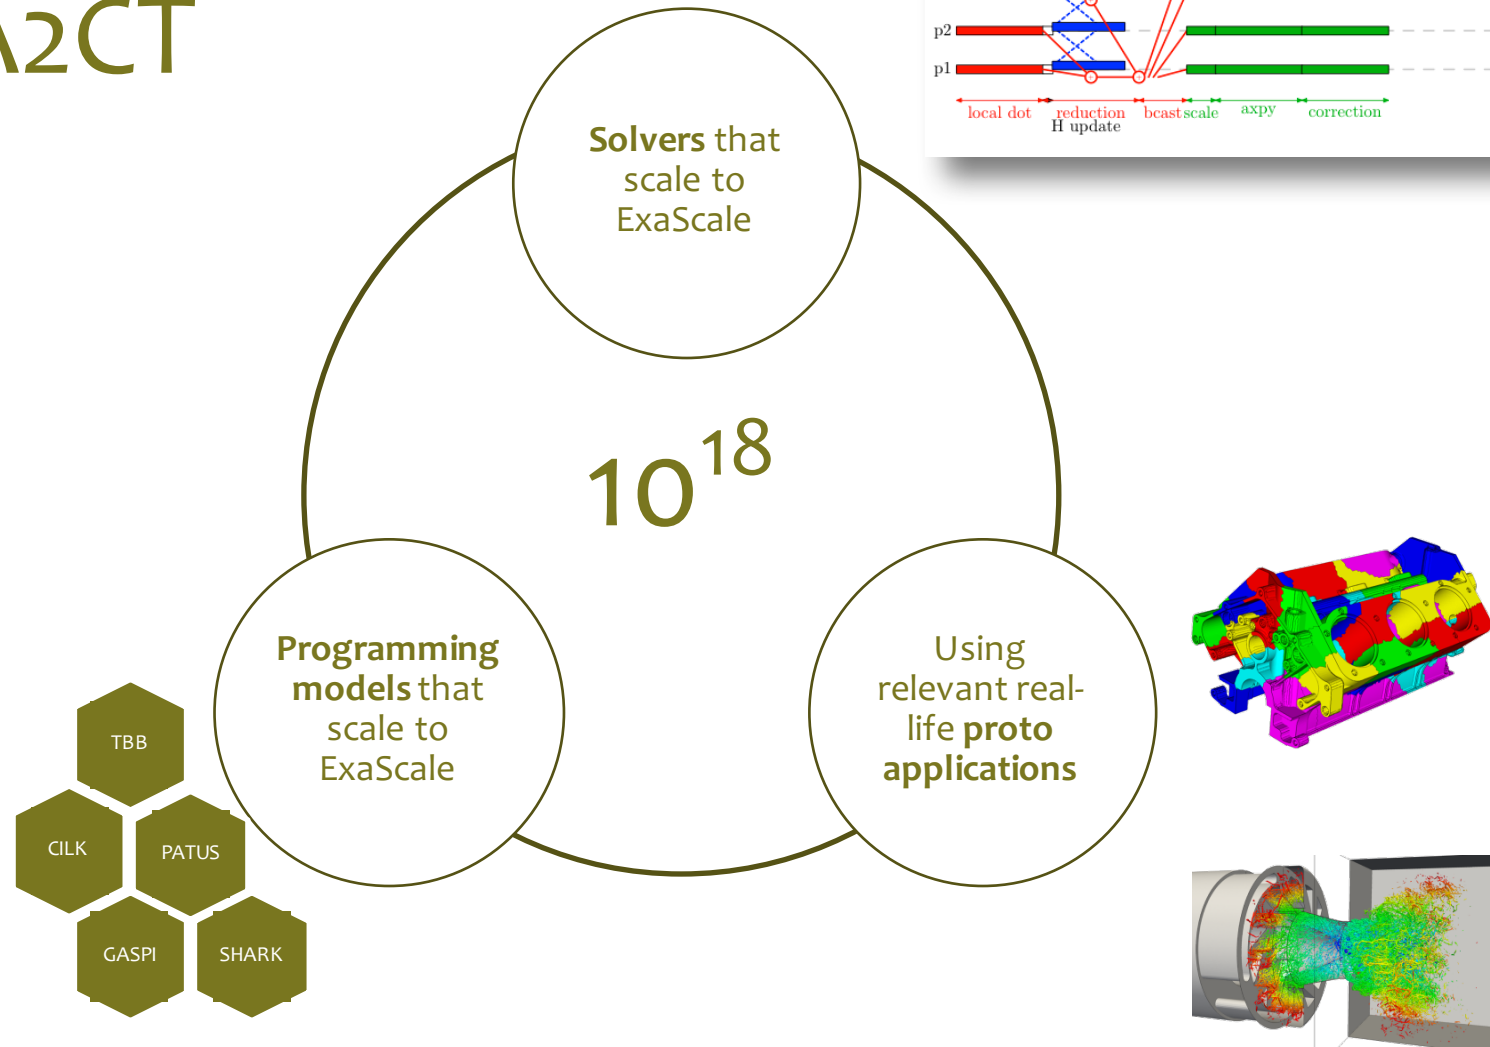 A2CT
p2
p1
local dot
reduction
bcast
scale
axpy
correction
H update
Solvers that
scale to
ExaScale
10^18
Programming
models that
scale to
ExaScale
Using
relevant real-
life proto
applications
TBB
CILK
PATUS
GASPI
SHARK